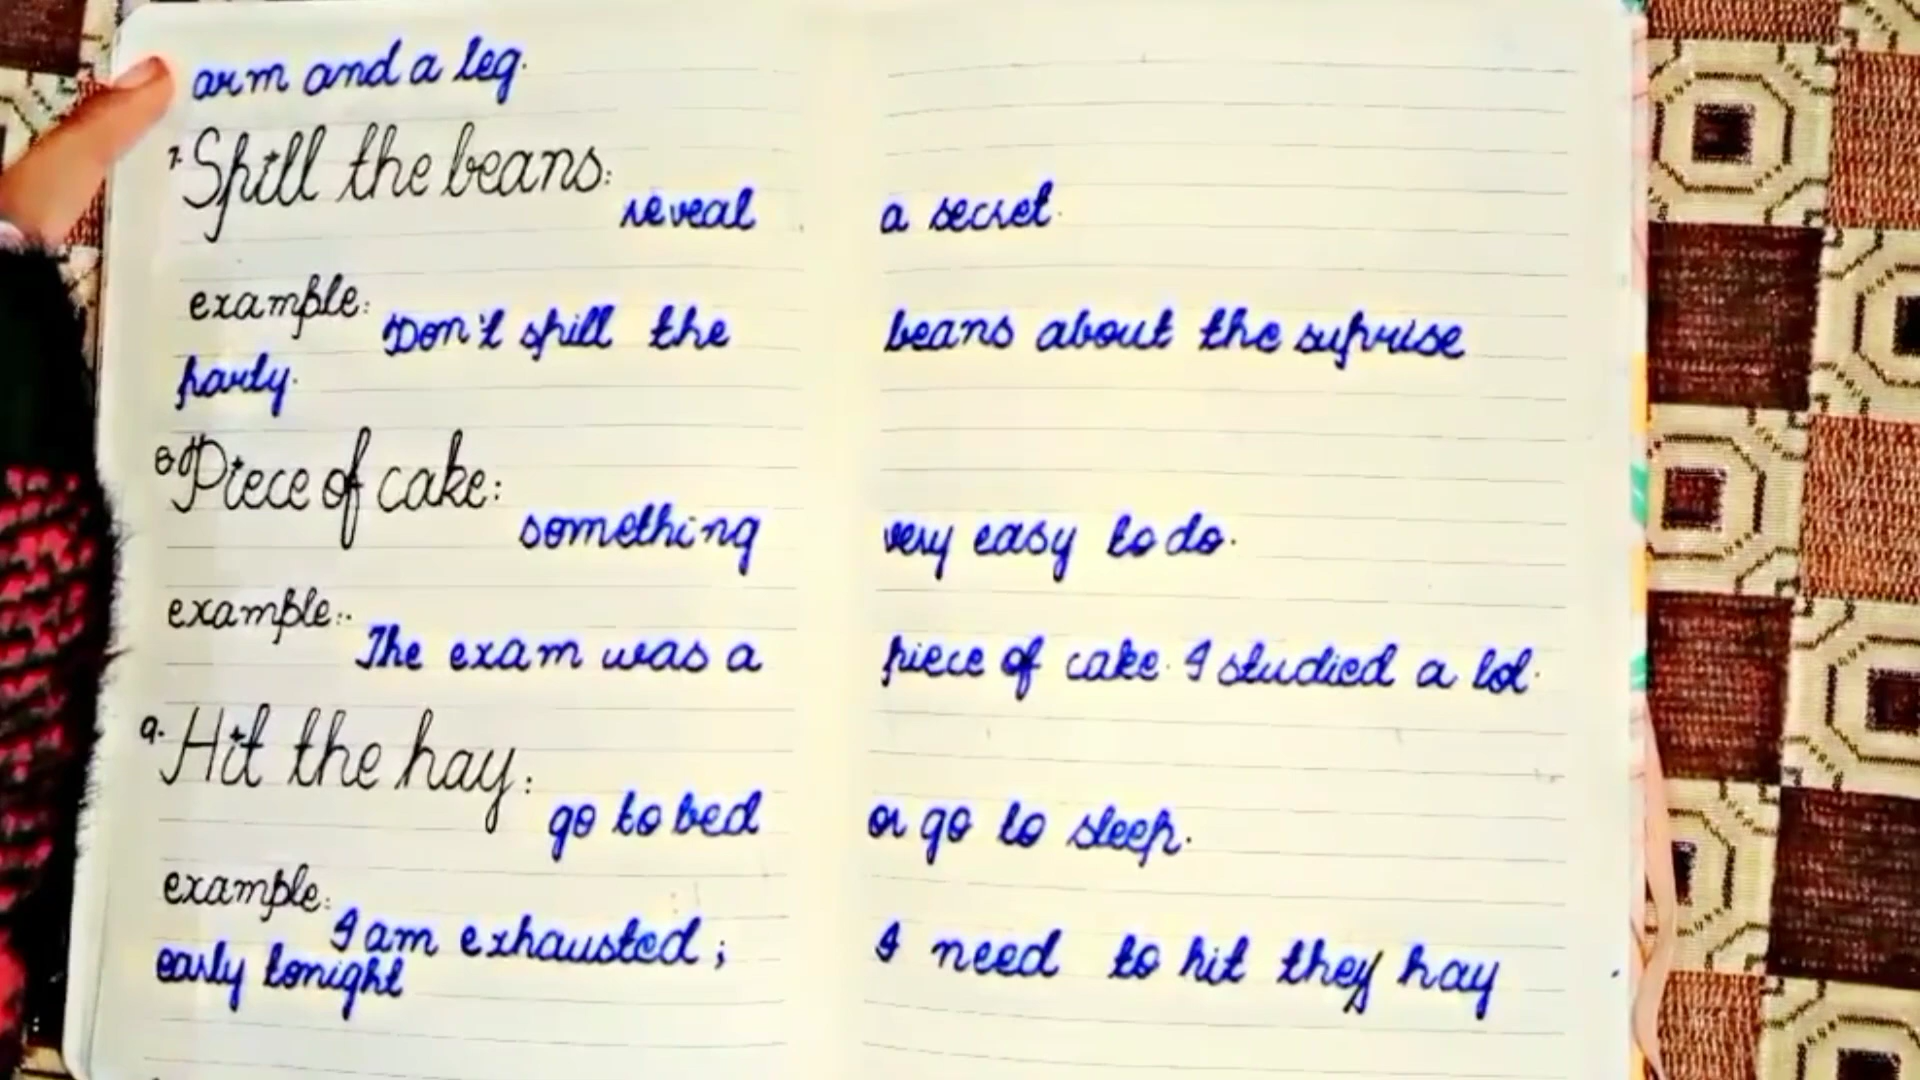 arm and a leg.
7. Spill the beans: reveal a secret.
example: Don't spill the beans about the suprise
party.
8. Piece of cake: something very easy to do.
example:. The exam was a piece of cake. I studied a lot.
9. Hit the hay: go to bed or go to sleep.
example: I am exhausted; I need to hit they hay
early tonight